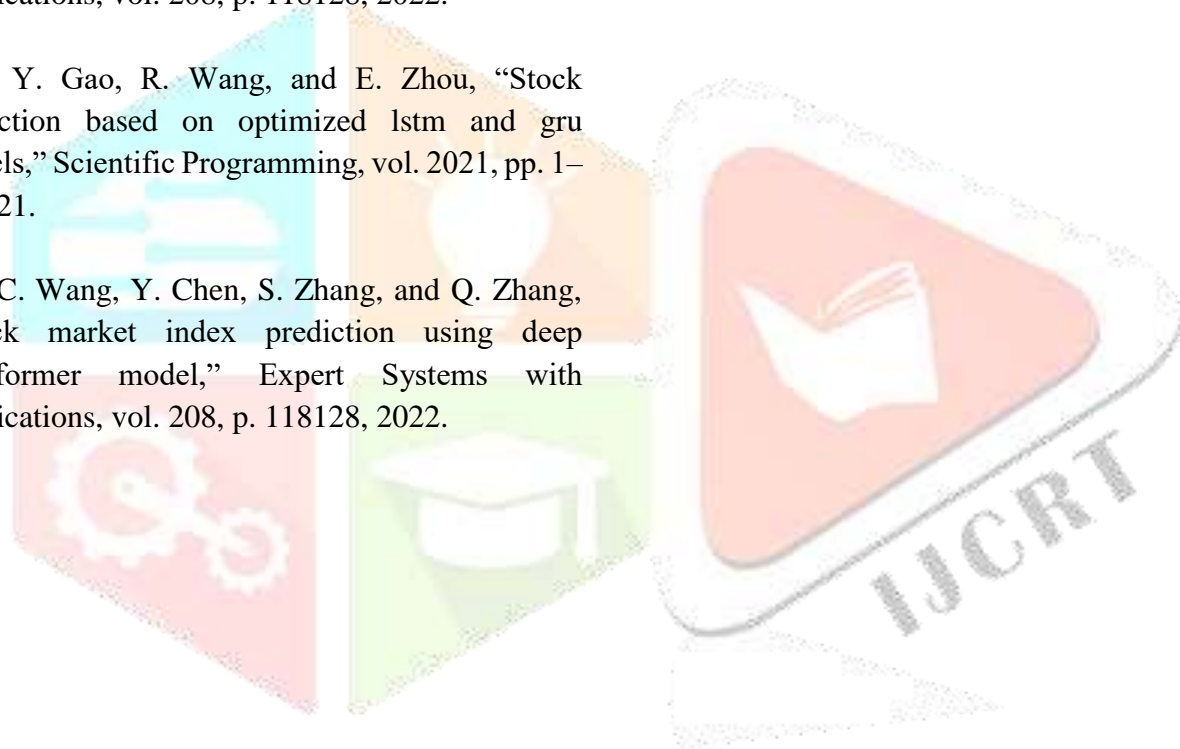 ications, vol. 208, p. 118128, 2022.
Y. Gao, R. Wang, and E. Zhou, “Stock
ction based on optimized lstm and gru
els,” Scientific Programming, vol. 2021, pp. 1–
21.
C. Wang, Y. Chen, S. Zhang, and Q. Zhang,
ck market index prediction using deep
former model,” Expert Systems with
ications, vol. 208, p. 118128, 2022.
IJCRT